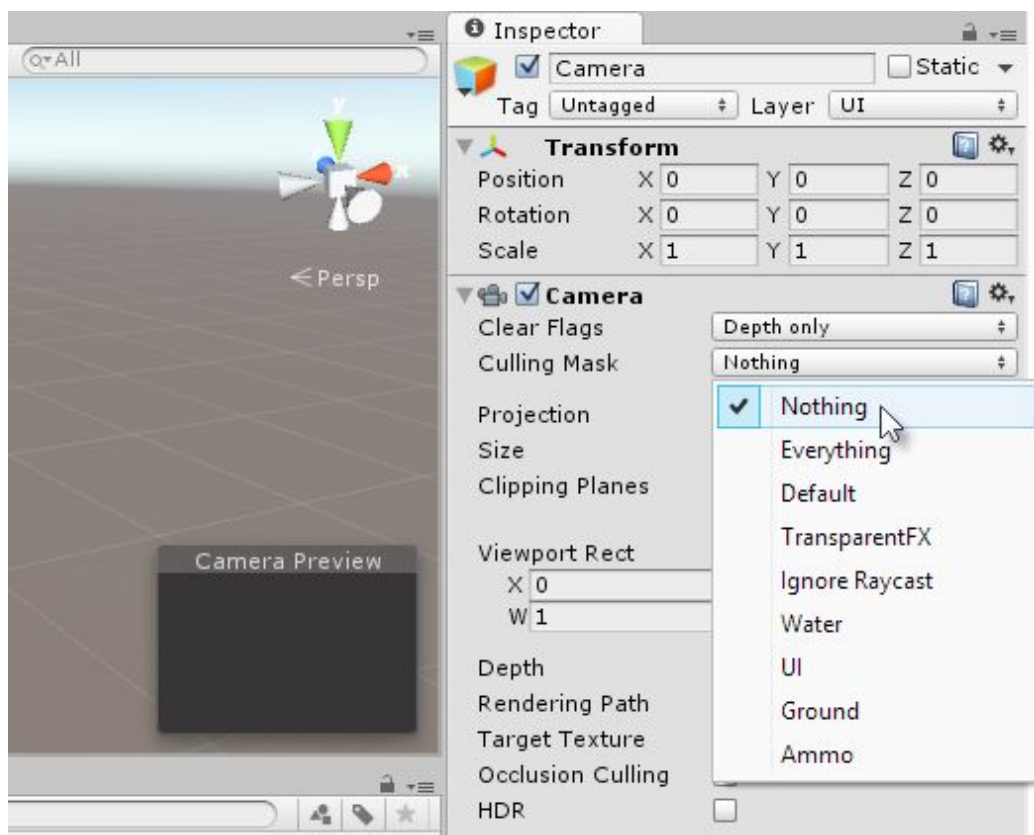 Inspector
All
Camera
Static
Tag Untagged Layer UI
Transform
Position X 0 Y 0 Z 0
Rotation X 0 Y 0 Z 0
Scale X 1 Y 1 Z 1
Camera
Clear Flags Depth only
Culling Mask Nothing
Nothing
Everything
Default
TransparentFX
Ignore Raycast
Water
UI
Ground
Ammo
Projection
Size
Clipping Planes
Viewport Rect
X 0
W 1
Depth
Rendering Path
Target Texture
Occlusion Culling
HDR
y
x
Persp
Camera Preview